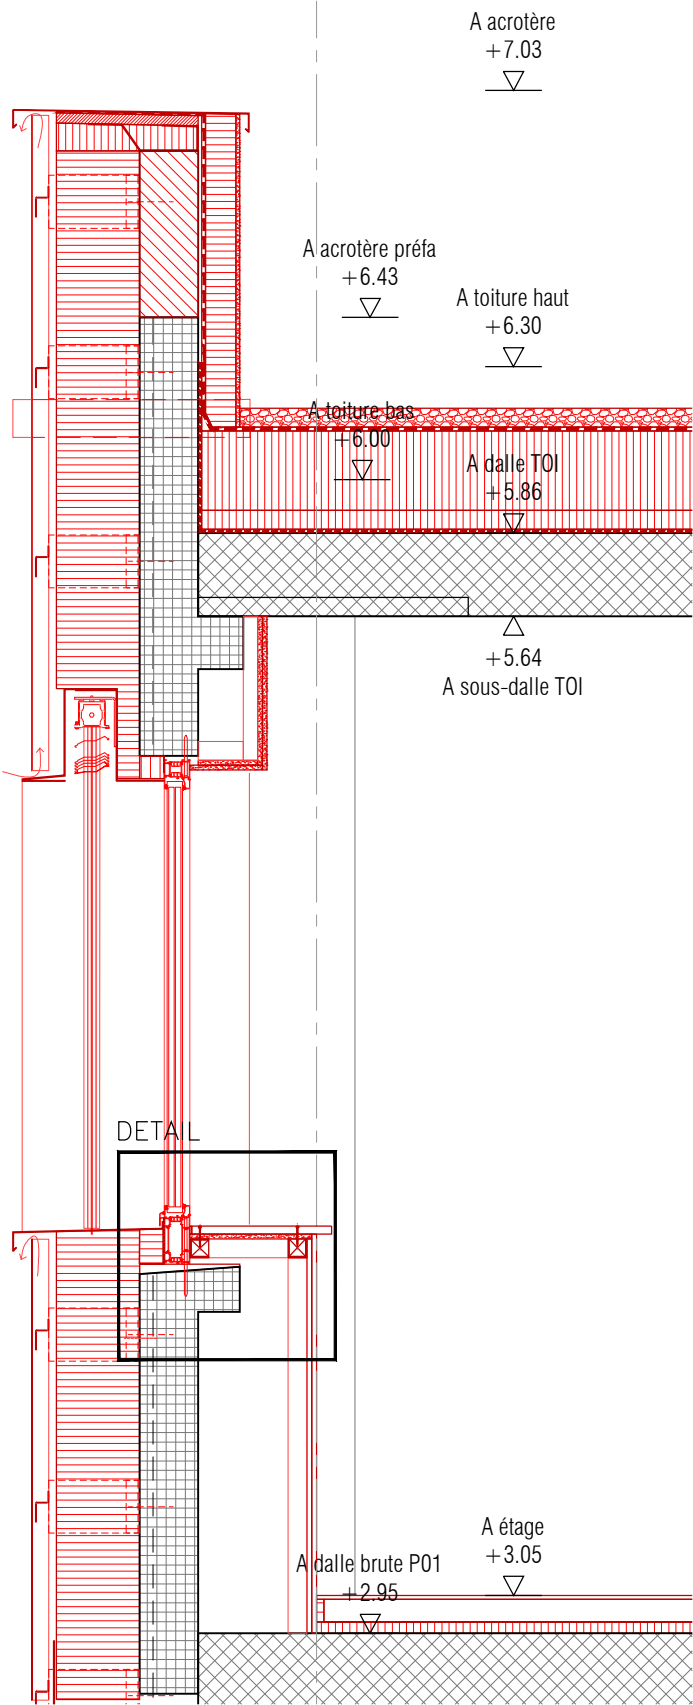 A acrotère
+7.03
A acrotère préfa
+6.43
A toiture haut
+6.30
A toiture bas
+6.00
A dalle TOI
+5.86
+5.64
A sous-dalle TOI
DETAIL
A étage
+3.05
A dalle brute P01
+2.95